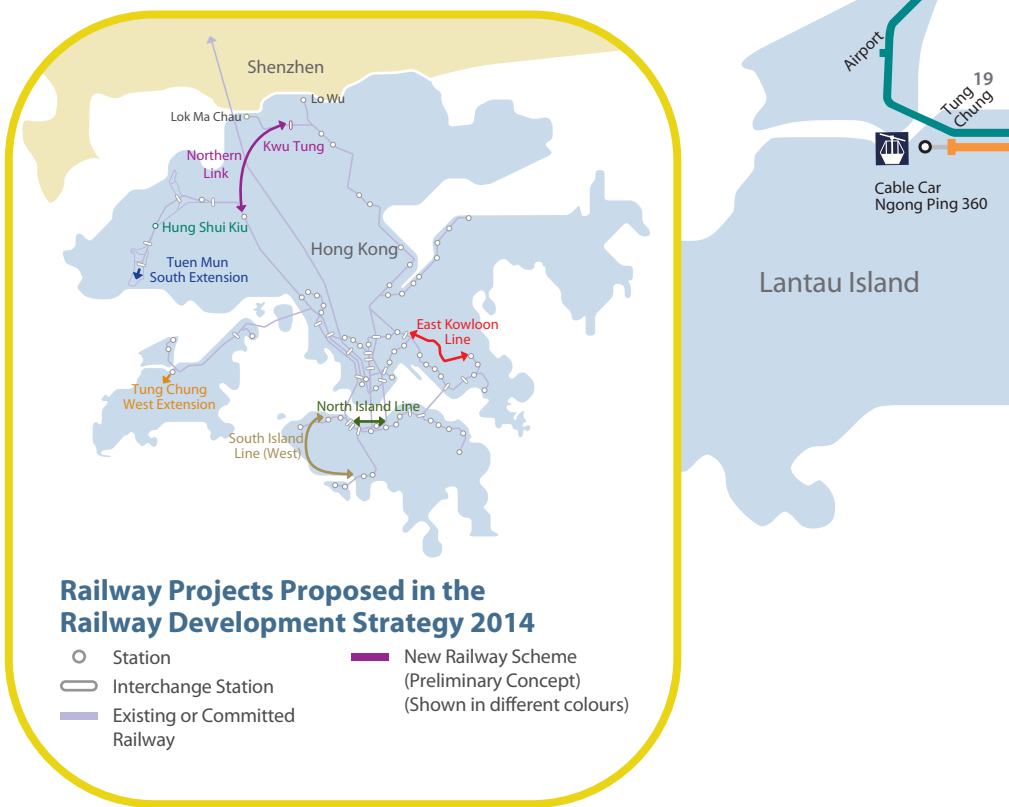 Shenzhen
Lo Wu
Lok Ma Chau
Kwu Tung
Northern
Link
Hung Shui Kiu
Hong Kong
Tuen Mun
South Extension
East Kowloon
Line
Tung Chung
West Extension
North Island Line
South Island
Line (West)
Railway Projects Proposed in the
Railway Development Strategy 2014
Station
Interchange Station
Existing or Committed
Railway
New Railway Scheme
(Preliminary Concept)
(Shown in different colours)
Airport
19
Tung
Chung
Cable Car
Ngong Ping 360
Lantau Island